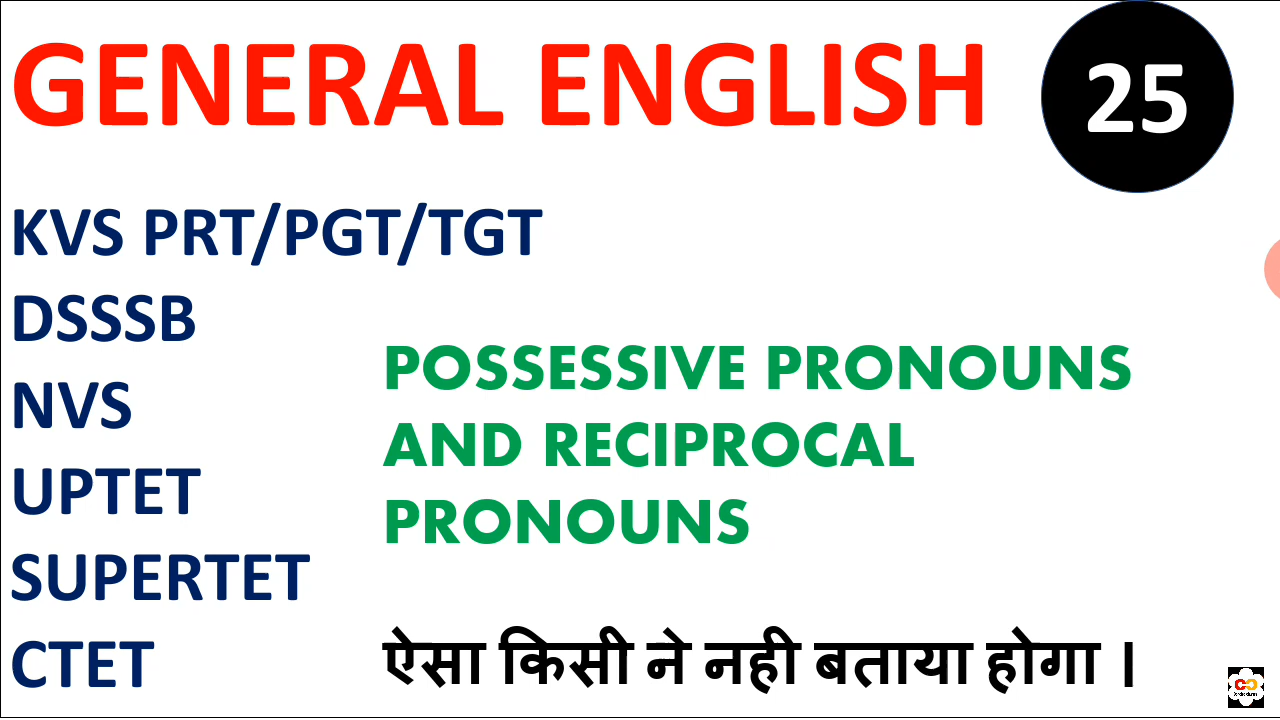 GENERAL ENGLISH
25
KVS PRT/PGT/TGT
DSSSB
NVS
UPTET
SUPERTET
CTET
POSSESSIVE PRONOUNS
AND RECIPROCAL
PRONOUNS
ऐसा किसी ने नही बताया होगा ।